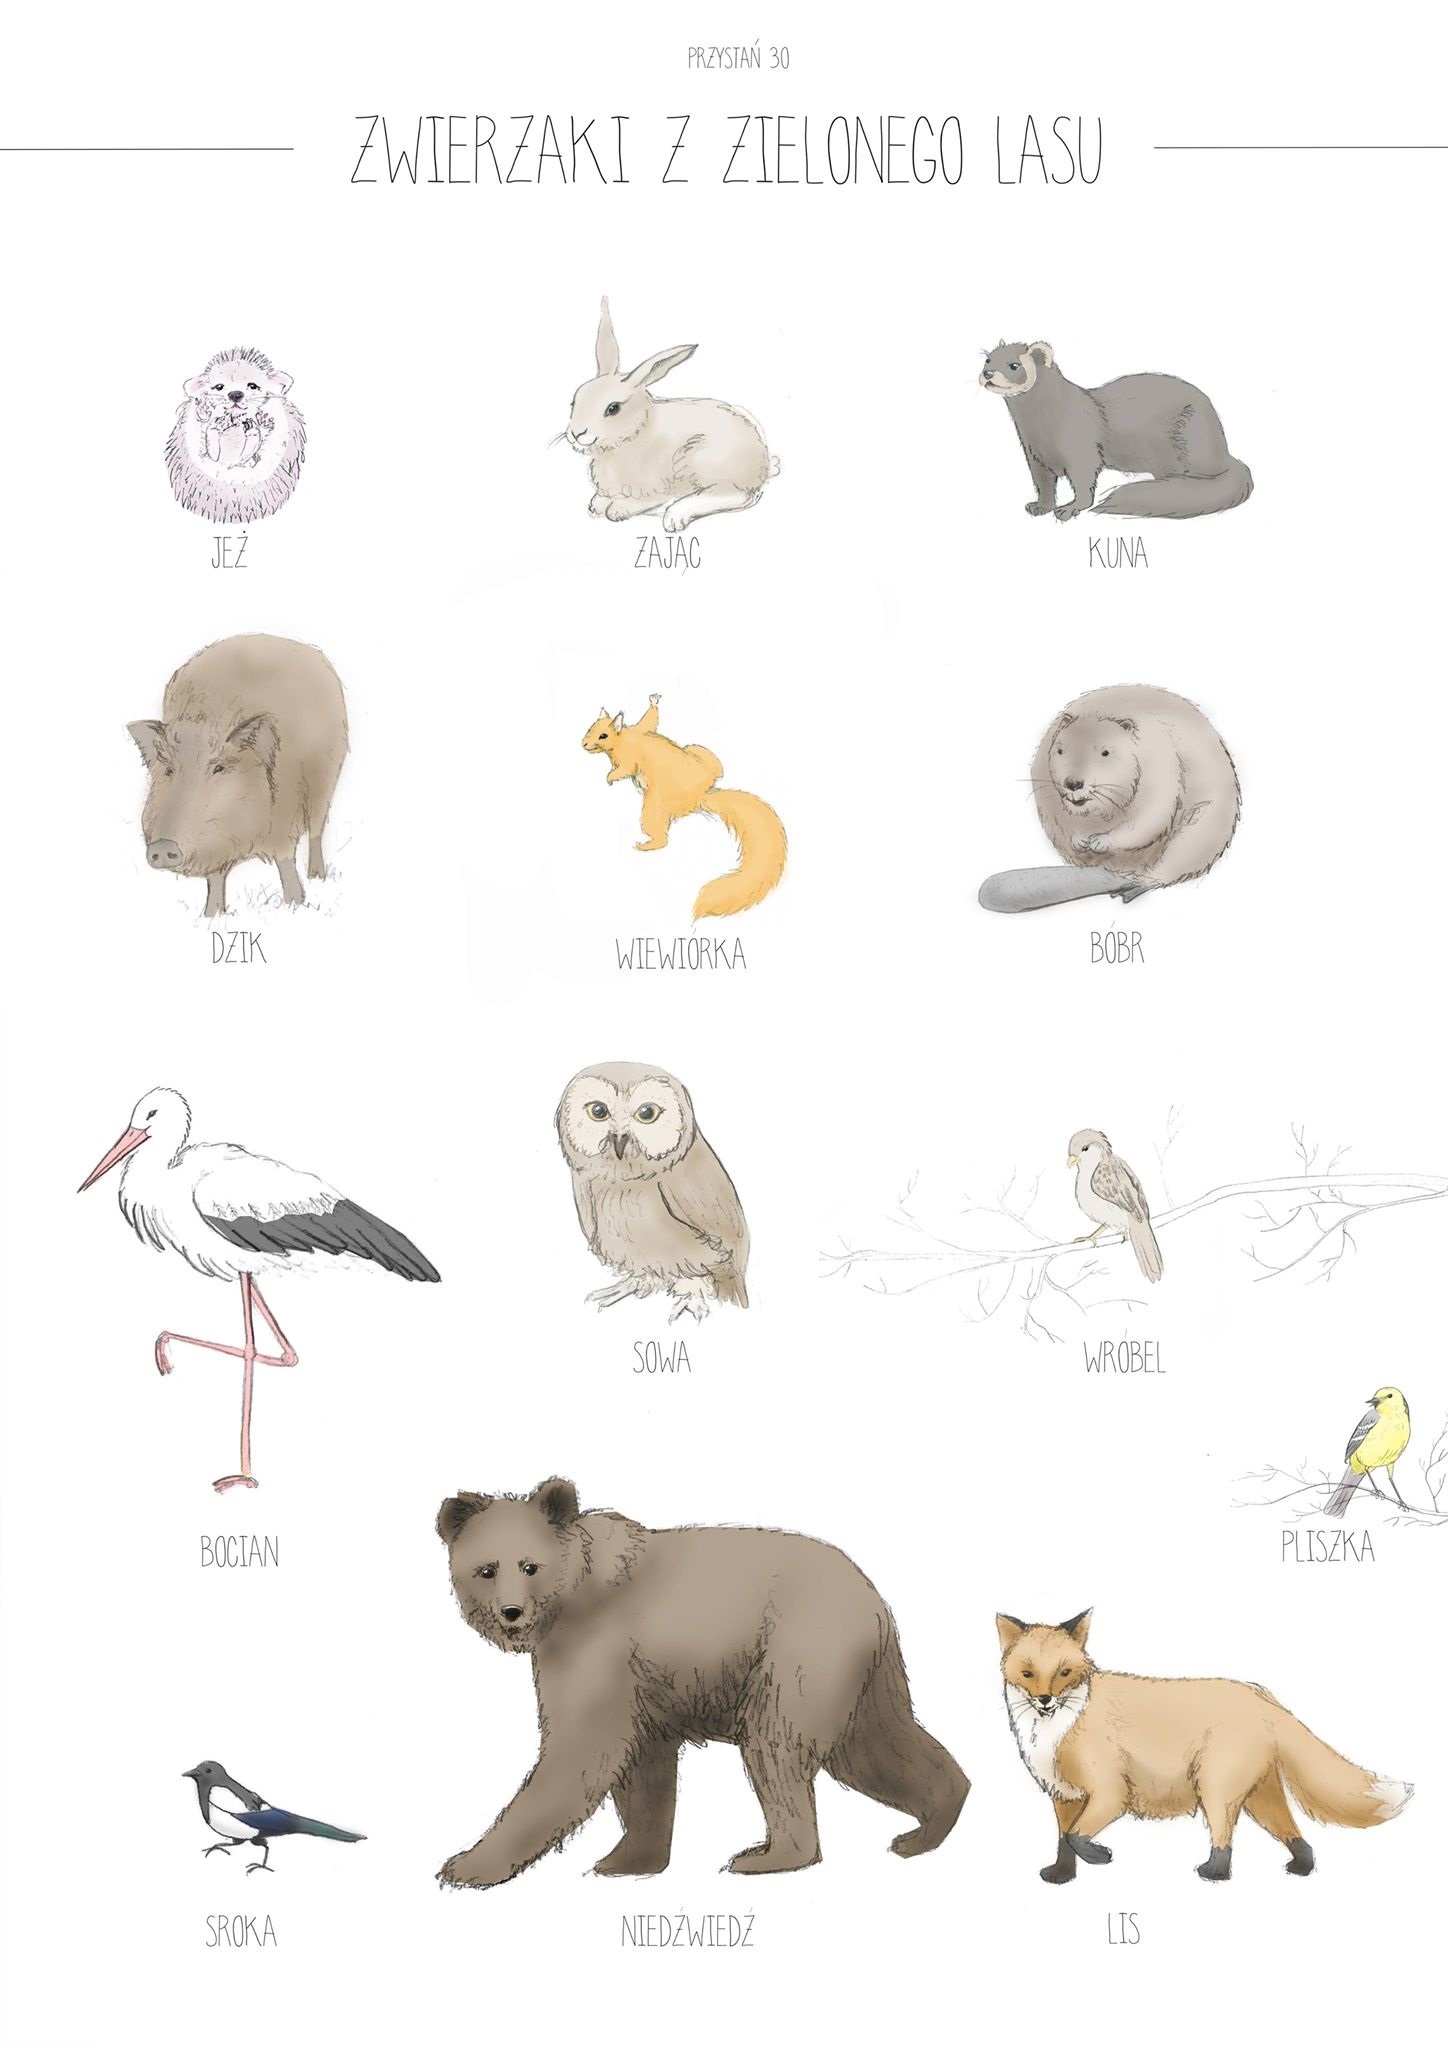 PRZYSTAŃ 30
ZWIERZAKI Z ZIELONEGO LASU
JEŻ
ZAJĄC
KUNA
DZIK
WIEWIÓRKA
BÓBR
SOWA
WRÓBEL
BOCIAN
PLISZKA
SROKA
NIEDŹWIEDŹ
LIS